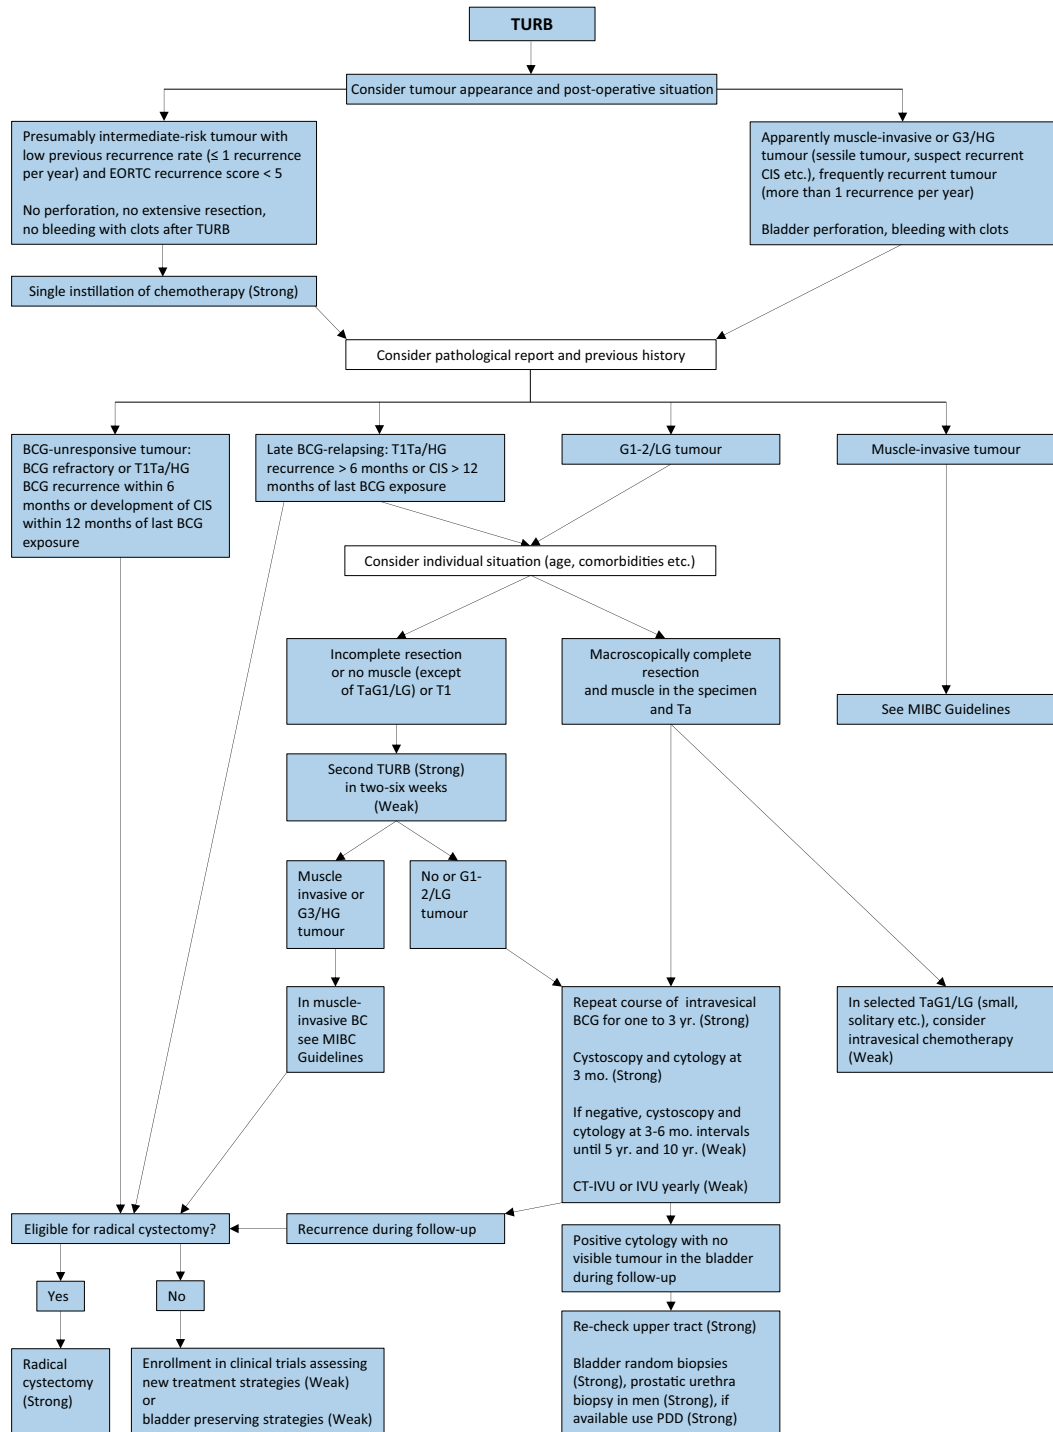 TURB
Consider tumour appearance and post-operative situation
Presumably intermediate-risk tumour with
low previous recurrence rate (≤ 1 recurrence
per year) and EORTC recurrence score < 5
No perforation, no extensive resection,
no bleeding with clots after TURB
Apparently muscle-invasive or G3/HG
tumour (sessile tumour, suspect recurrent
CIS etc.), frequently recurrent tumour
(more than 1 recurrence per year)
Bladder perforation, bleeding with clots
Single instillation of chemotherapy (Strong)
Consider pathological report and previous history
BCG-unresponsive tumour:
BCG refractory or T1Ta/HG
BCG recurrence within 6
months or development of CIS
within 12 months of last BCG
exposure
Late BCG-relapsing: T1Ta/HG
recurrence > 6 months or CIS > 12
months of last BCG exposure
G1-2/LG tumour
Muscle-invasive tumour
Consider individual situation (age, comorbidities etc.)
Incomplete resection
or no muscle (except
of TaG1/LG) or T1
Macroscopically complete
resection
and muscle in the specimen
and Ta
See MIBC Guidelines
Second TURB (Strong)
in two-six weeks
(Weak)
Muscle
invasive or
G3/HG
tumour
No or G1-
2/LG
tumour
In muscle-
invasive BC
see MIBC
Guidelines
Repeat course of intravesical
BCG for one to 3 yr. (Strong)
Cystoscopy and cytology at
3 mo. (Strong)
If negative, cystoscopy and
cytology at 3-6 mo. intervals
until 5 yr. and 10 yr. (Weak)
CT-IVU or IVU yearly (Weak)
In selected TaG1/LG (small,
solitary etc.), consider
intravesical chemotherapy
(Weak)
Eligible for radical cystectomy?
Recurrence during follow-up
Positive cytology with no
visible tumour in the bladder
during follow-up
Yes
No
Radical
cystectomy
(Strong)
Enrollment in clinical trials assessing
new treatment strategies (Weak)
or
bladder preserving strategies (Weak)
Re-check upper tract (Strong)
Bladder random biopsies
(Strong), prostatic urethra
biopsy in men (Strong), if
available use PDD (Strong)